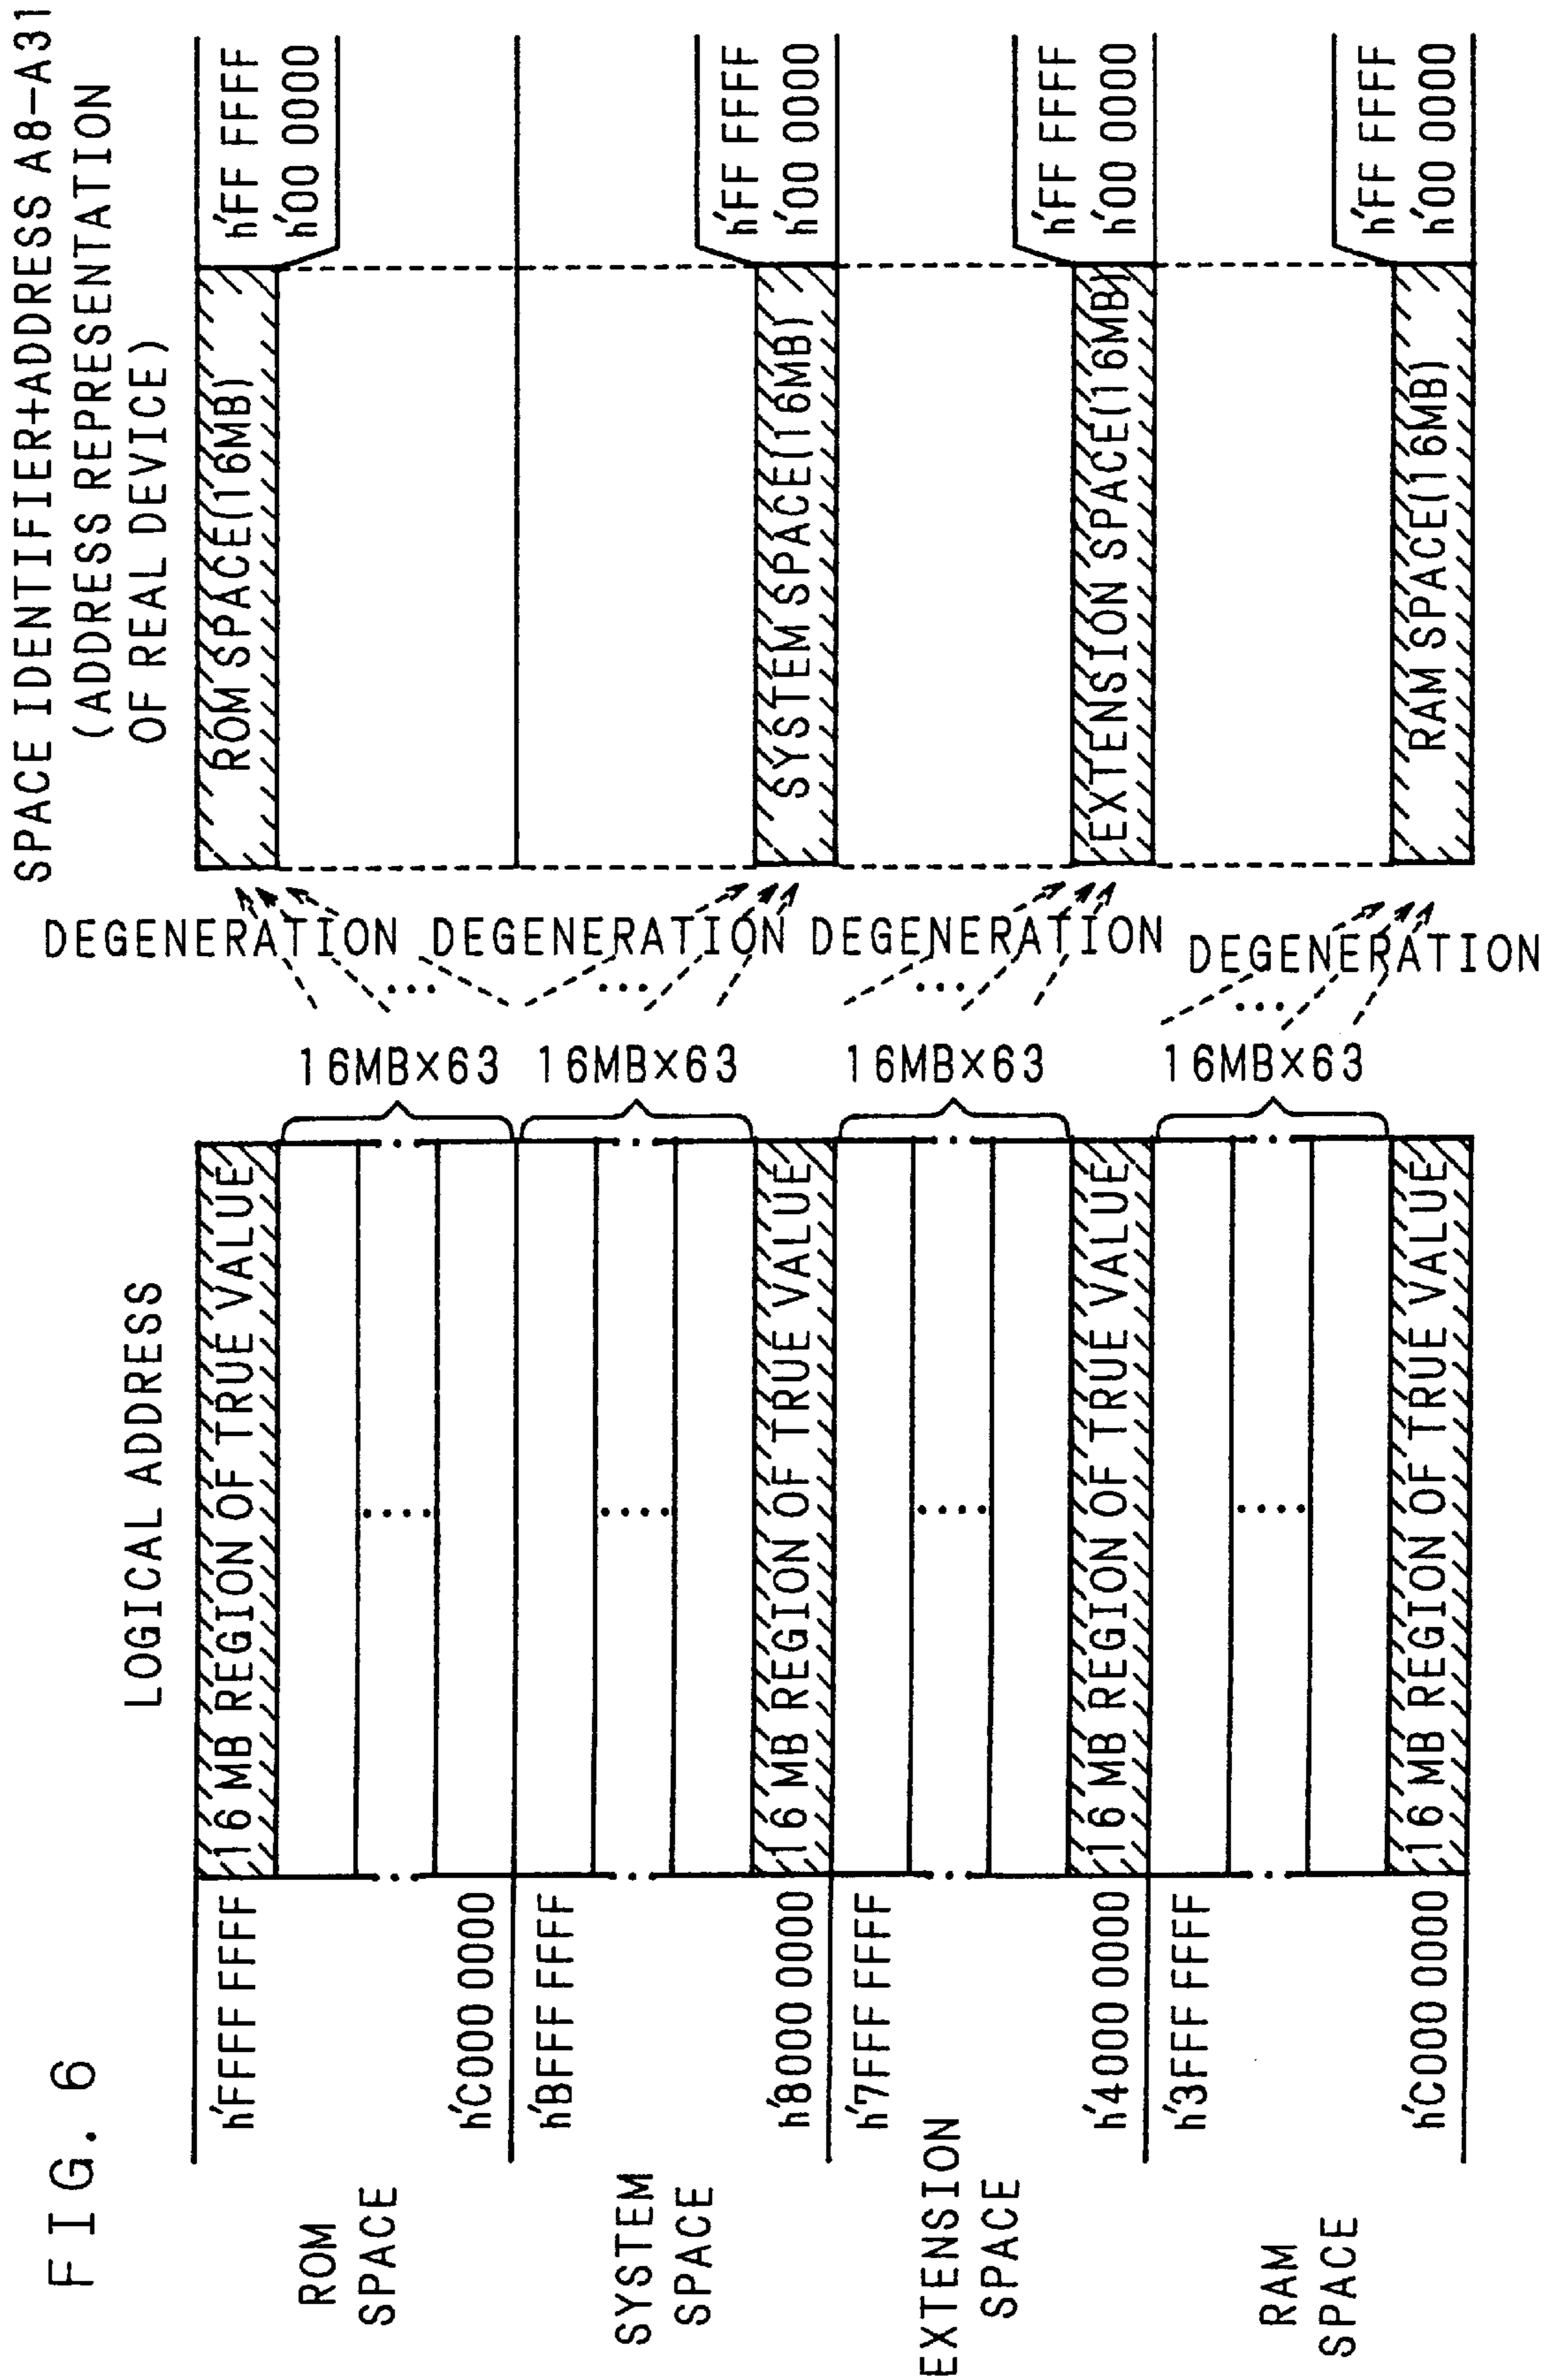 FIG. 6
LOGICAL ADDRESS
SPACE IDENTIFIER+ADDRESS A8-A31
(ADDRESS REPRESENTATION
OF REAL DEVICE)
ROM
SPACE
h'FFFF FFFF
h'C000 0000
16 MB REGION OF TRUE VALUE
16MB×63
DEGENERATION
ROM SPACE(16MB)
h'FF FFFF
h'00 0000
SYSTEM
SPACE
h'BFFF FFFF
h'8000 0000
16MB×63
16 MB REGION OF TRUE VALUE
DEGENERATION
SYSTEM SPACE(16MB)
h'FF FFFF
h'00 0000
EXTENSION
SPACE
h'7FFF FFFF
h'4000 0000
16MB×63
16 MB REGION OF TRUE VALUE
DEGENERATION
EXTENSION SPACE(16MB)
h'FF FFFF
h'00 0000
RAM
SPACE
h'3FFF FFFF
h'C000 0000
16MB×63
16 MB REGION OF TRUE VALUE
DEGENERATION
RAM SPACE(16MB)
h'FF FFFF
h'00 0000